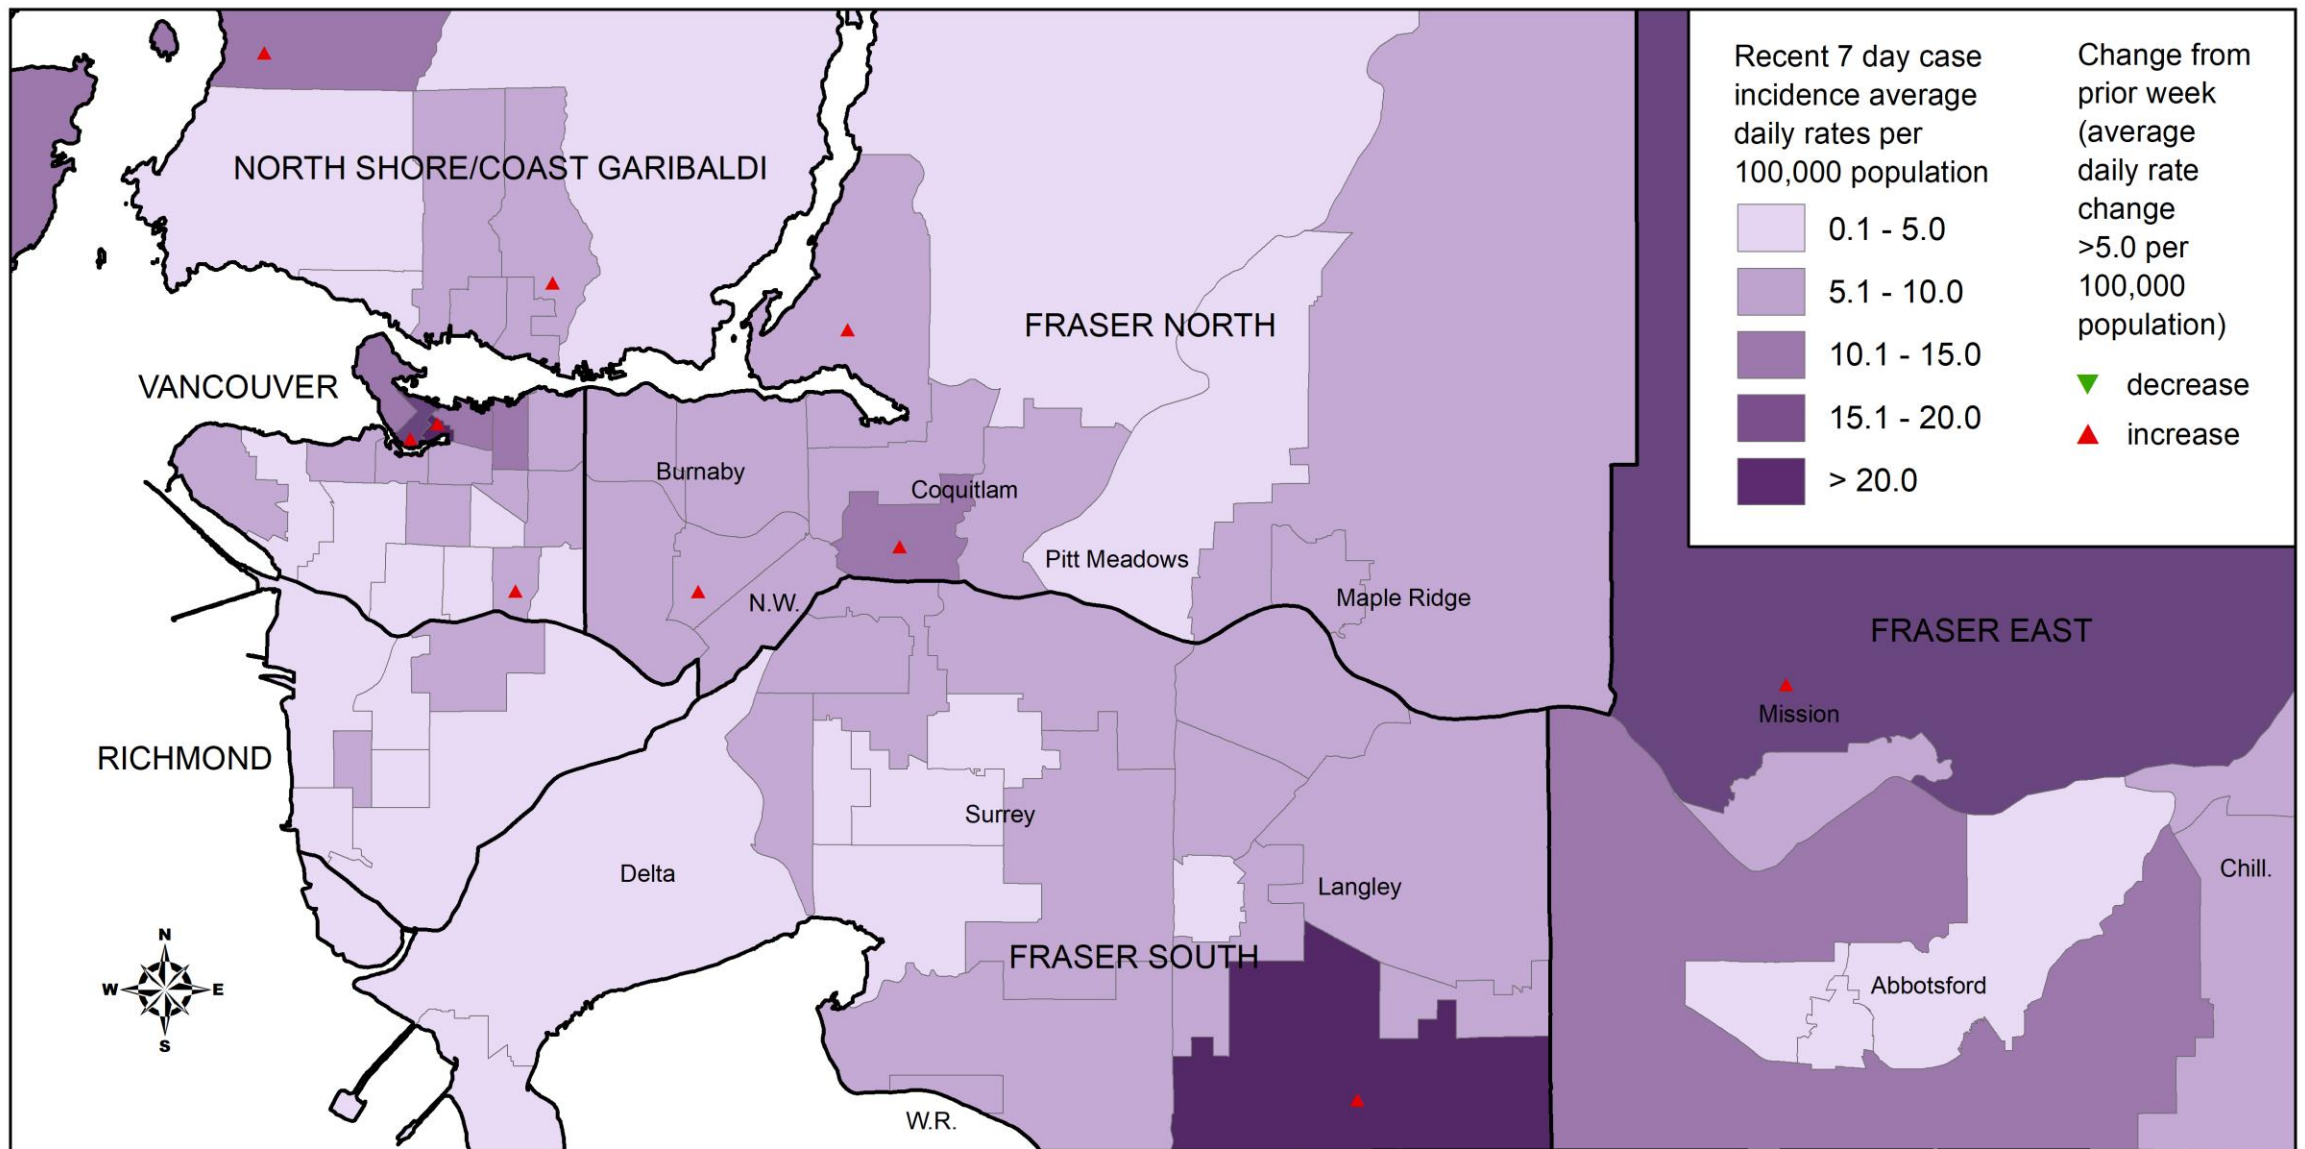 Recent 7 day case
incidence average
daily rates per
100,000 population
0.1 - 5.0
5.1 - 10.0
10.1 - 15.0
15.1 - 20.0
> 20.0
Change from
prior week
(average
daily rate
change
>5.0 per
100,000
population)
decrease
increase
NORTH SHORE/COAST GARIBALDI
FRASER NORTH
VANCOUVER
Burnaby
Coquitlam
Pitt Meadows
N.W.
Maple Ridge
FRASER EAST
Mission
RICHMOND
Surrey
Delta
Langley
Chill.
FRASER SOUTH
Abbotsford
W.R.
N
W
E
S